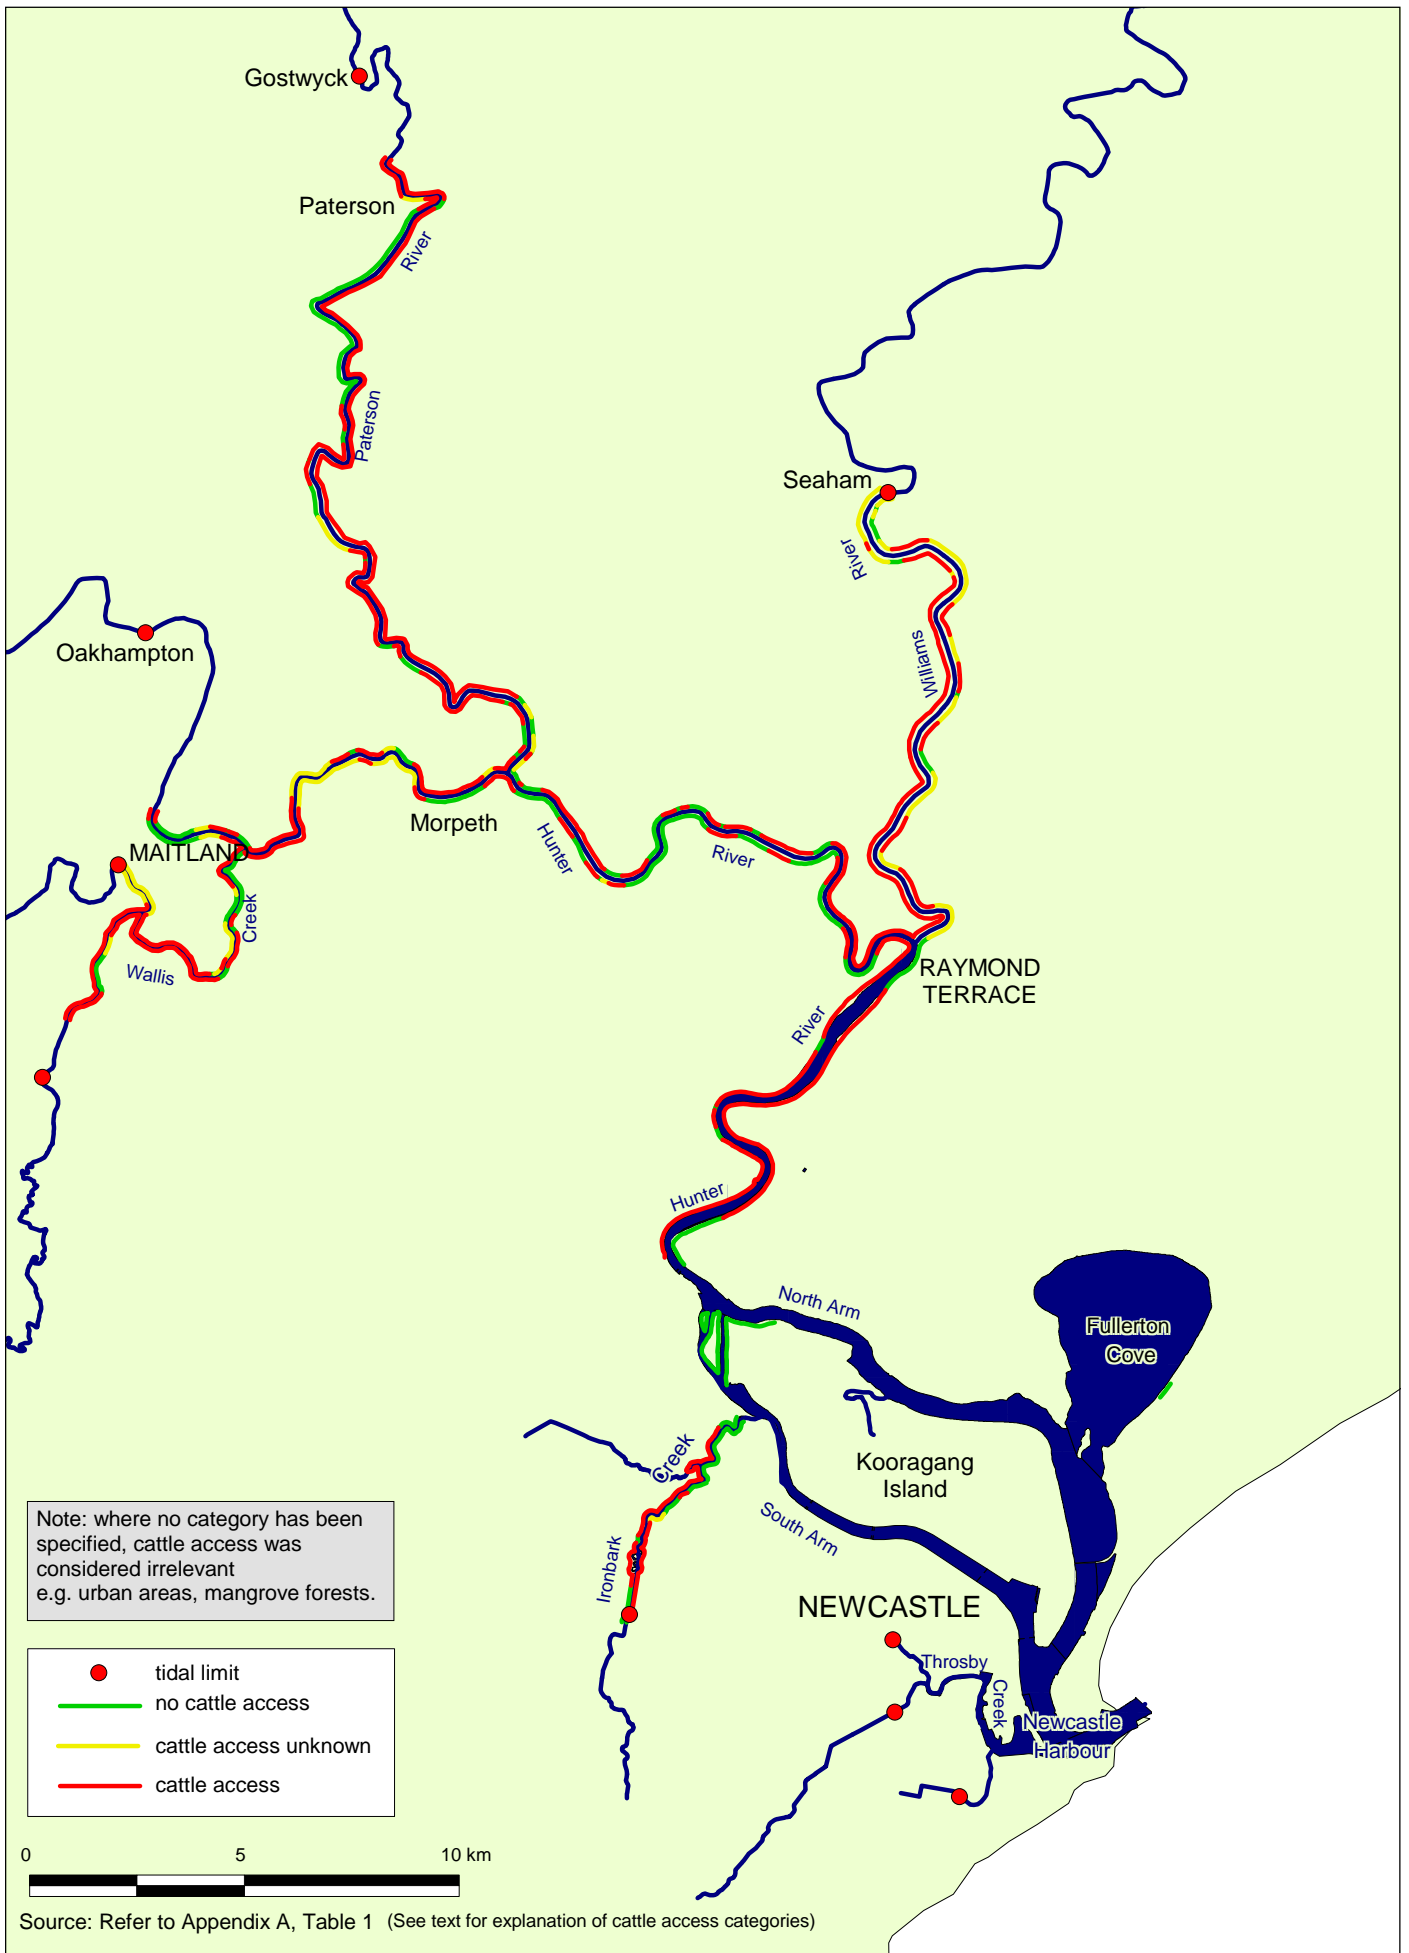 Gostwyck
Paterson
River
Paterson
Seaham
River
Williams
Oakhampton
MAITLAND
Morpeth
Hunter
River
Creek
Wallis
RAYMOND
TERRACE
River
Hunter
North Arm
Fullerton
Cove
Creek
Kooragang
Island
South Arm
Ironbark
NEWCASTLE
Throsby
Creek
Newcastle
Harbour
Note: where no category has been
specified, cattle access was
considered irrelevant
e.g. urban areas, mangrove forests.
tidal limit
no cattle access
cattle access unknown
cattle access
0 5 10 km
Source: Refer to Appendix A, Table 1 (See text for explanation of cattle access categories)